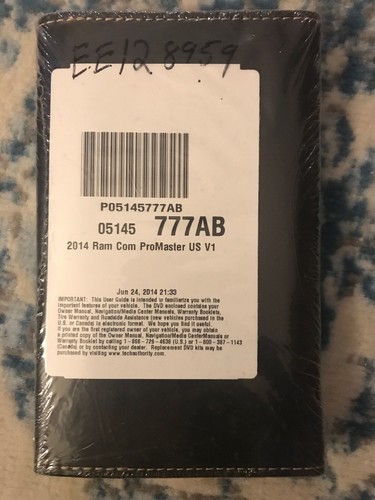 EE128959
P05145777AB
05145 777AB
2014 Ram Com ProMaster US V1
Jun 24, 2014 21:33
IMPORTANT: This User Guide is intended to familiarize you with the
important features of your vehicle. The DVD enclosed contains your
Owner Manual, Navigation/Media Center Manuals, Warranty Booklets,
Tire Warranty and Roadside Assistance (new vehicles purchased in the
U.S. or Canada) in electronic format. We hope you find it useful.
If you are the first registered owner of your vehicle, you may obtain
a printed copy of the Owner Manual, Navigation/Media CenterManuals or
Warranty Booklet by calling 1-866-726-4636 (U.S.) or 1-800-387-1143
(Canada) or by contacting your dealer. Replacement DVD kits may be
purchased by visiting www.techauthority.com.